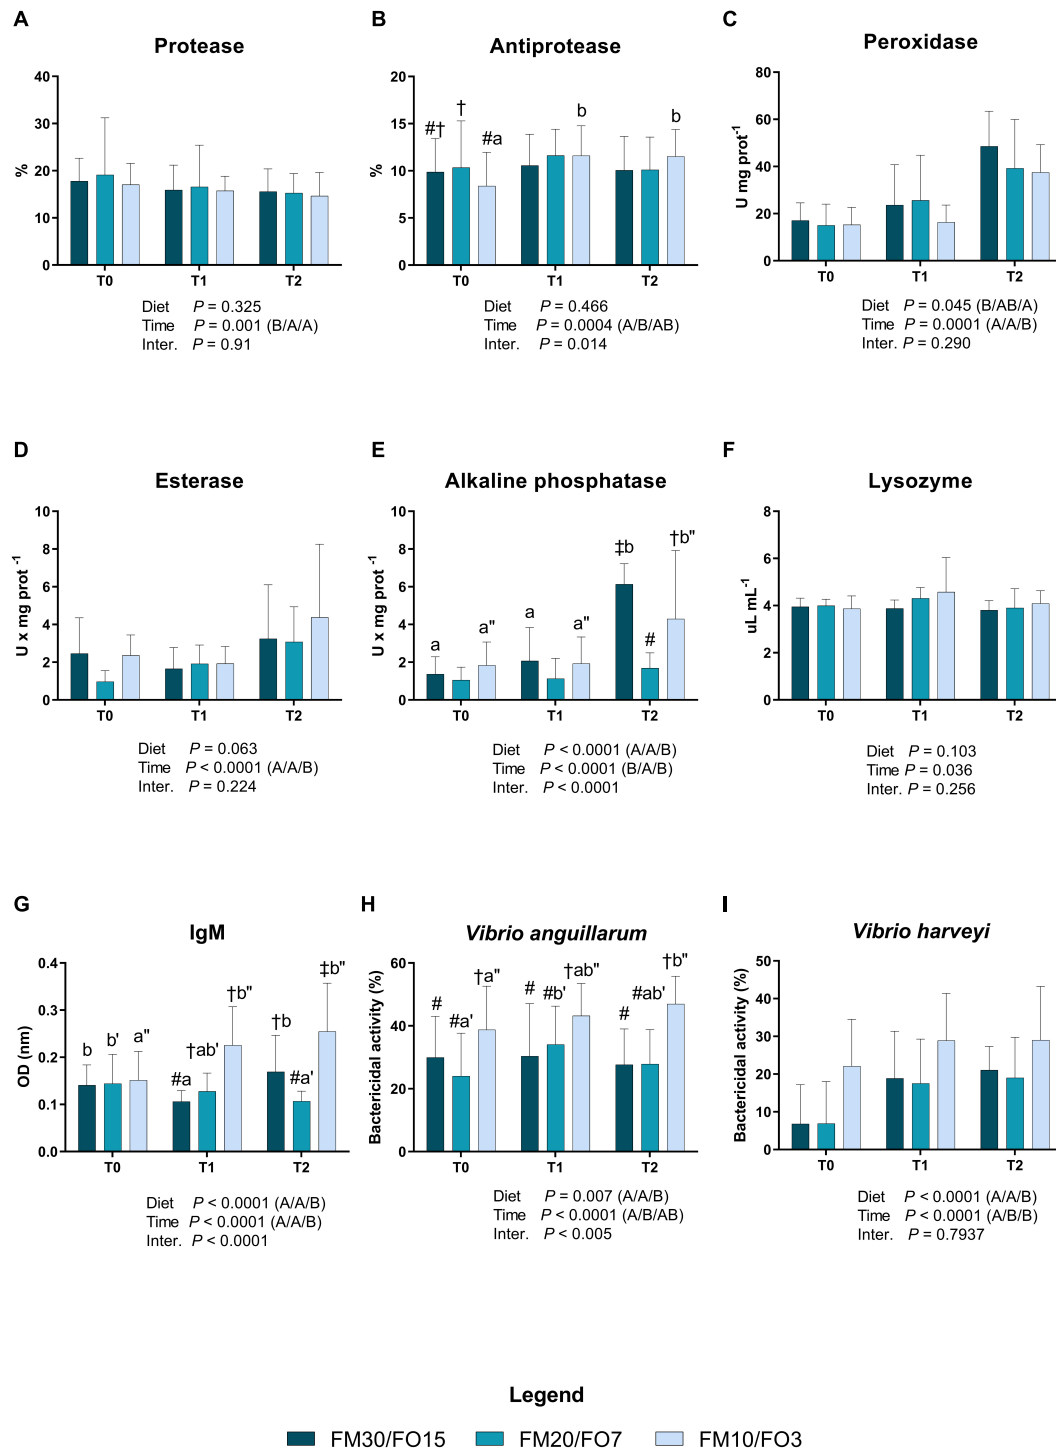 A
Protease
%
40
30
20
10
0
T0 T1 T2
Diet P = 0.325
Time P = 0.001 (B/A/A)
Inter. P = 0.91
B
Antiprotease
%
20
15
10
5
0
#† † #a b b
T0 T1 T2
Diet P = 0.466
Time P = 0.0004 (A/B/AB)
Inter. P = 0.014
C
Peroxidase
U mg prot⁻¹
80
60
40
20
0
T0 T1 T2
Diet P = 0.045 (B/AB/A)
Time P = 0.0001 (A/A/B)
Inter. P = 0.290
D
Esterase
U x mg prot ⁻¹
10
8
6
4
2
0
T0 T1 T2
Diet P = 0.063
Time P < 0.0001 (A/A/B)
Inter. P = 0.224
E
Alkaline phosphatase
U x mg prot ⁻¹
10
8
6
4
2
0
a a" a a" ‡b # †b"
T0 T1 T2
Diet P < 0.0001 (A/A/B)
Time P < 0.0001 (B/A/B)
Inter. P < 0.0001
F
Lysozyme
uL mL⁻¹
8
6
4
2
0
T0 T1 T2
Diet P = 0.103
Time P = 0.036
Inter. P = 0.256
G
IgM
OD (nm)
0.4
0.3
0.2
0.1
0.0
b b' a" #a †ab' †b" †b #a' ‡b"
T0 T1 T2
Diet P < 0.0001 (A/A/B)
Time P < 0.0001 (A/A/B)
Inter. P < 0.0001
H
Vibrio anguillarum
Bactericidal activity (%)
60
40
20
0
# #a' †a" # #b' †ab" # #ab' †b"
T0 T1 T2
Diet P = 0.007 (A/A/B)
Time P < 0.0001 (A/B/AB)
Inter. P < 0.005
I
Vibrio harveyi
Bactericidal activity (%)
50
40
30
20
10
0
T0 T1 T2
Diet P < 0.0001 (A/A/B)
Time P < 0.0001 (A/B/B)
Inter. P = 0.7937
Legend
FM30/FO15 FM20/FO7 FM10/FO3